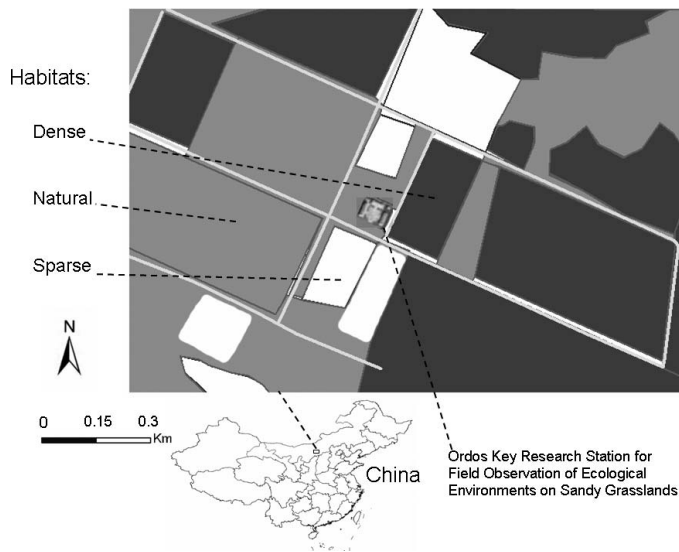 Habitats:
Dense
Natural
Sparse
N
0 0.15 0.3
Km
China
Ordos Key Research Station for
Field Observation of Ecological
Environments on Sandy Grasslands